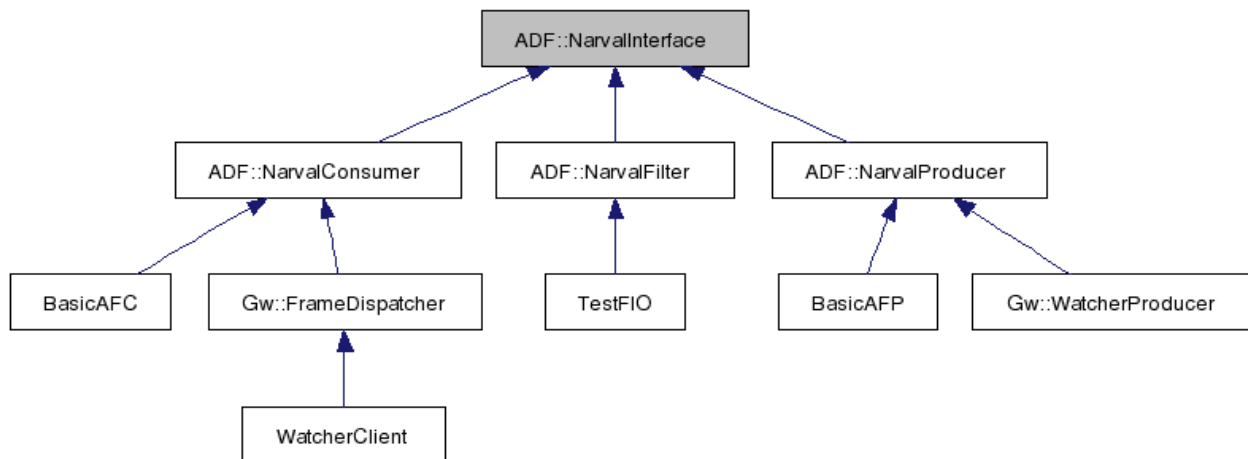 ADF::NarvalInterface
ADF::NarvalConsumer
ADF::NarvalFilter
ADF::NarvalProducer
BasicAFC
Gw::FrameDispatcher
TestFIO
BasicAFP
Gw::WatcherProducer
WatcherClient